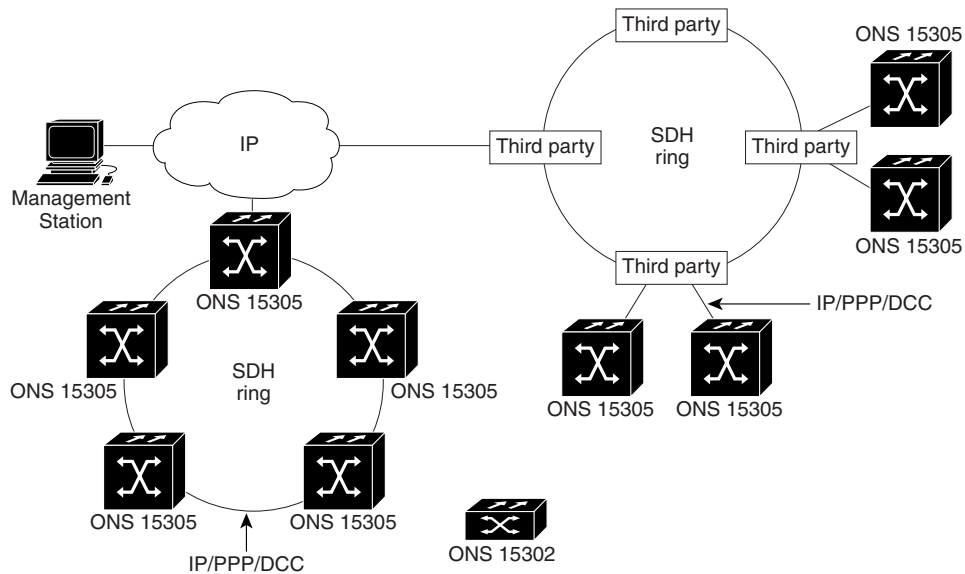 Third party
ONS 15305
IP
Third party
SDH
ring
Third party
Management
Station
ONS 15305
Third party
ONS 15305
IP/PPP/DCC
ONS 15305
SDH
ring
ONS 15305
ONS 15305
ONS 15305
ONS 15305
ONS 15305
ONS 15305
ONS 15302
IP/PPP/DCC